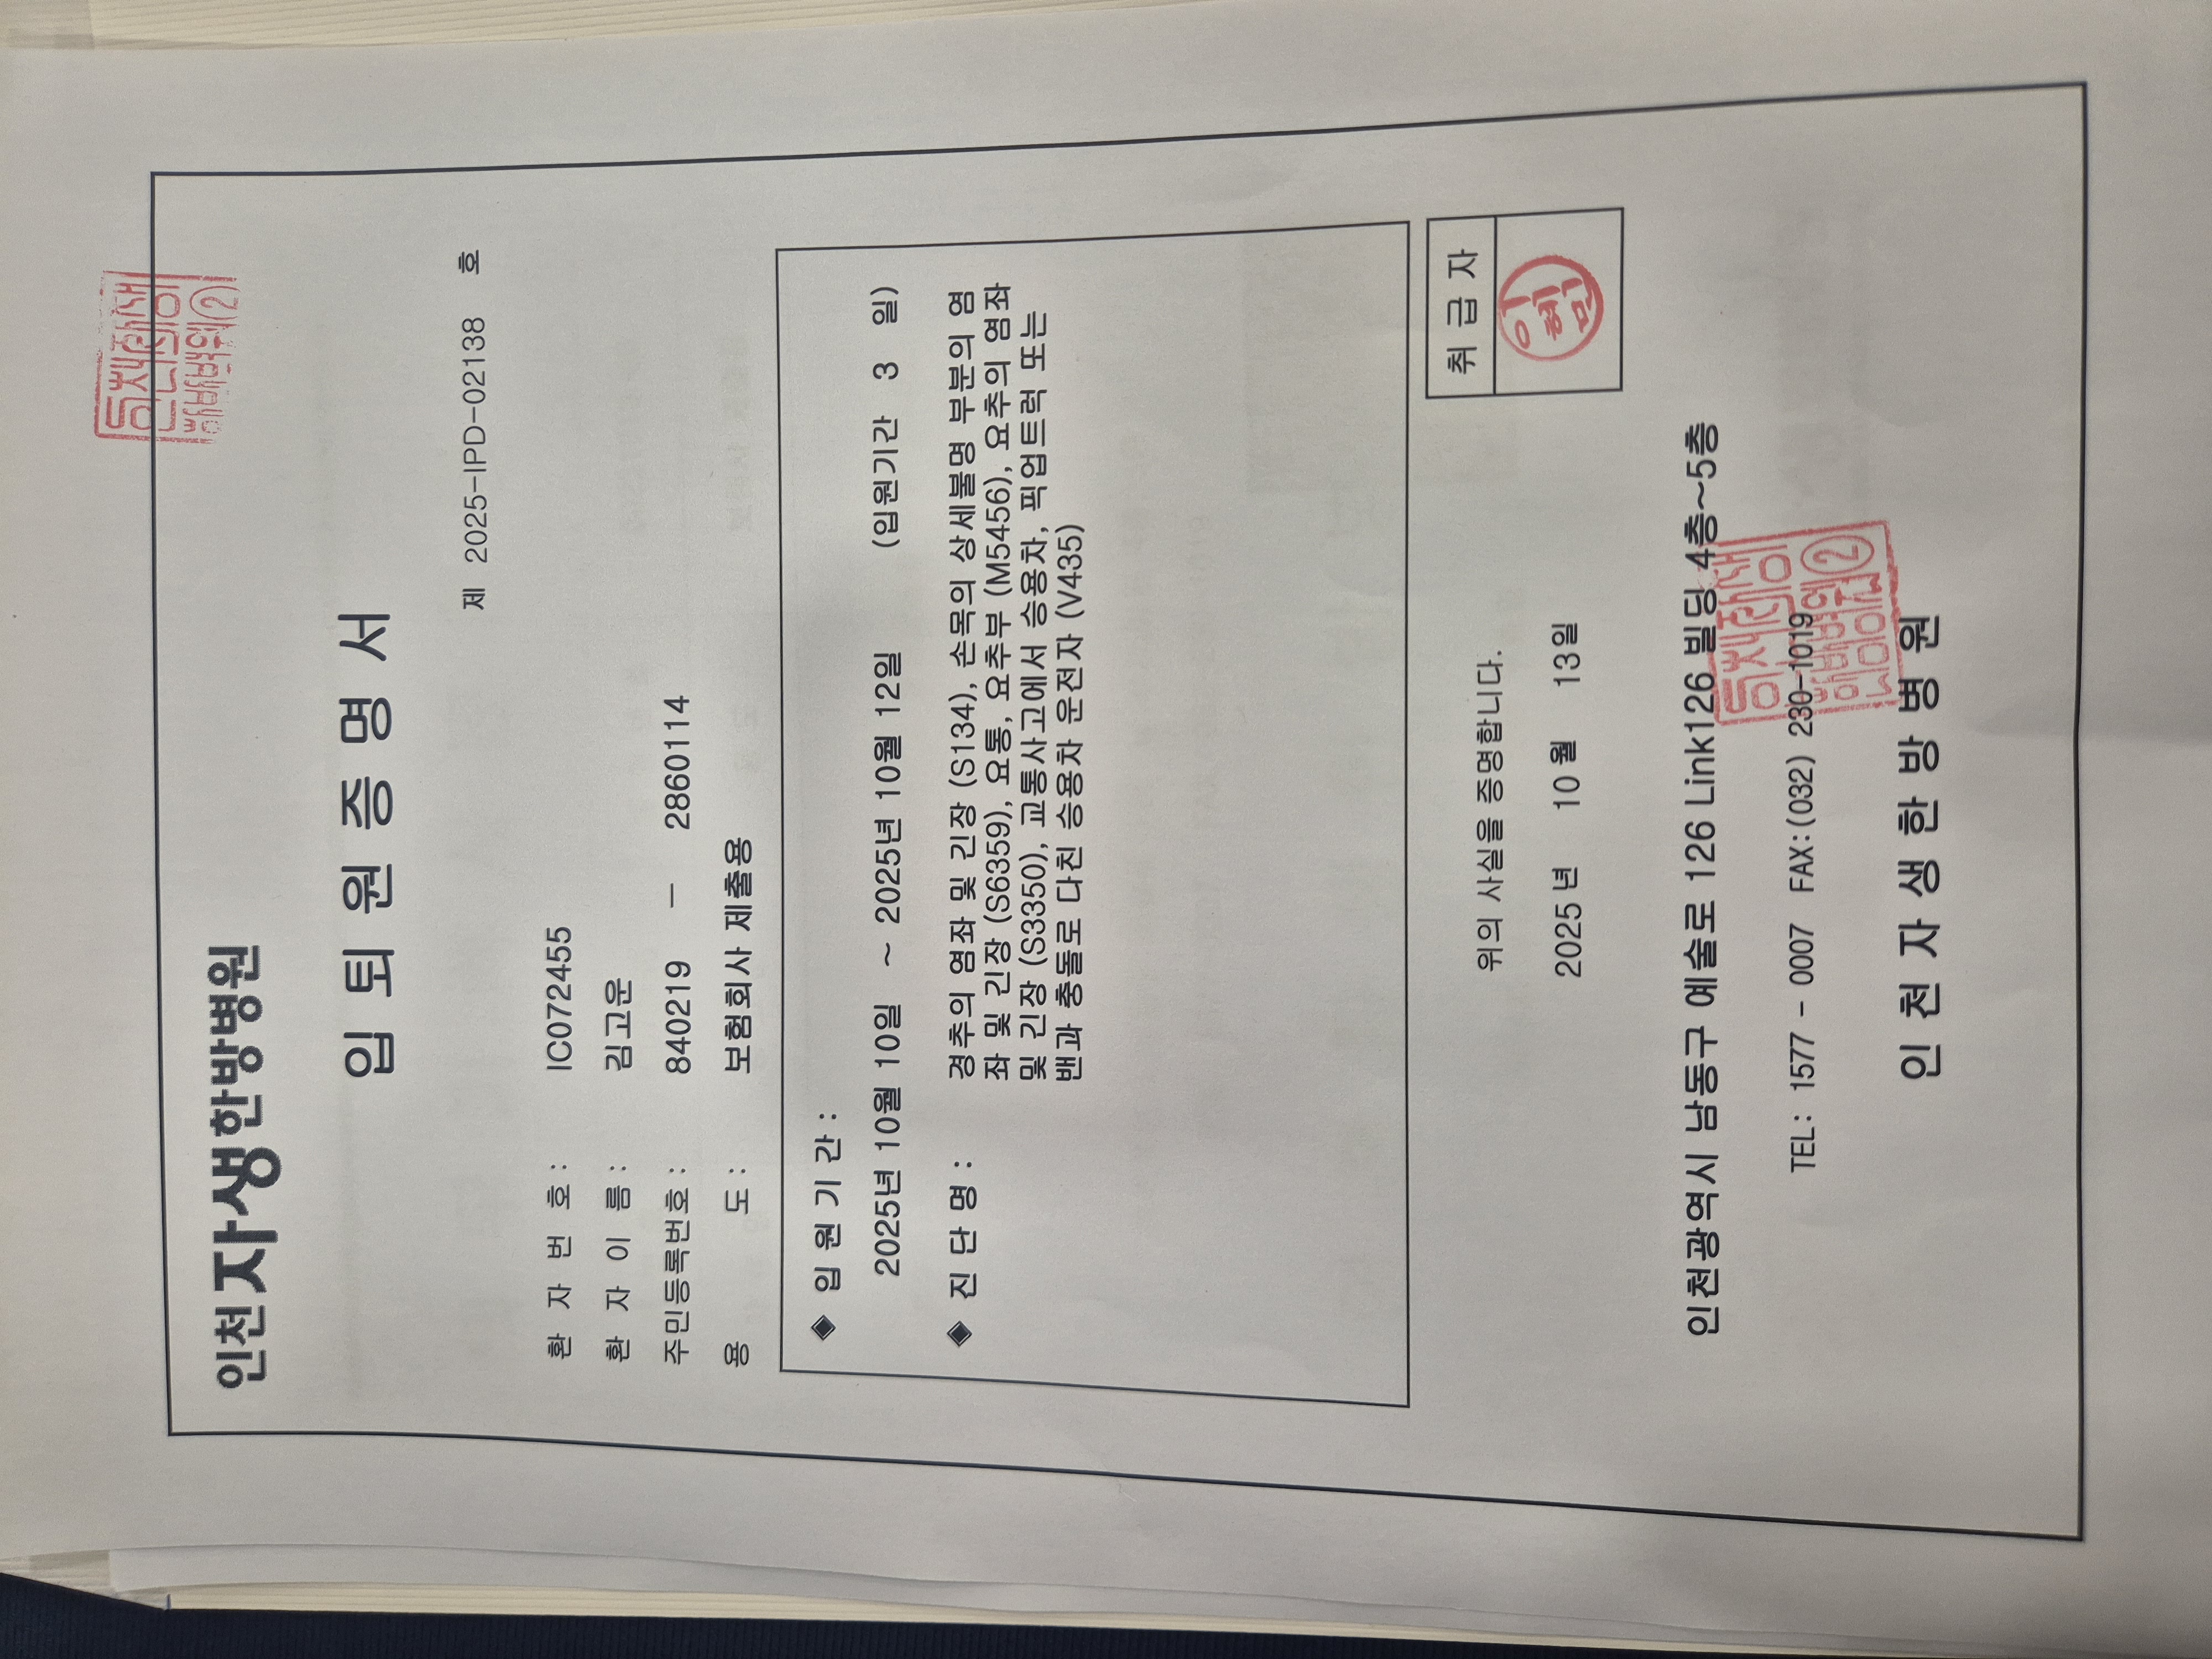 인천자생한방병원
입 퇴 원 증 명 서
제 2025-IPD-02138 호
환 자 번 호 : IC072455
환 자 이 름 : 김고운
주민등록번호 : 840219 - 2860114
용 도 : 보험회사 제출용
◈ 입 원 기 간 :
2025년 10월 10일 ~ 2025년 10월 12일 (입원기간 3 일)
◈ 진 단 명 : 경추의 염좌 및 긴장 (S134), 손목의 상세불명 부분의 염
좌 및 긴장 (S6359), 요통, 요추부 (M5456), 요추의 염좌
및 긴장 (S3350), 교통사고에서 승용차, 픽업트럭 또는
밴과 충돌로 다친 승용차 운전자 (V435)
취 급 자
위의 사실을 증명합니다.
2025 년 10 월 13일
인천광역시 남동구 예술로 126 Link126 빌딩 4층~5층
TEL: 1577 - 0007 FAX:(032) 230-1019
인 천 자 생 한 방 병 원